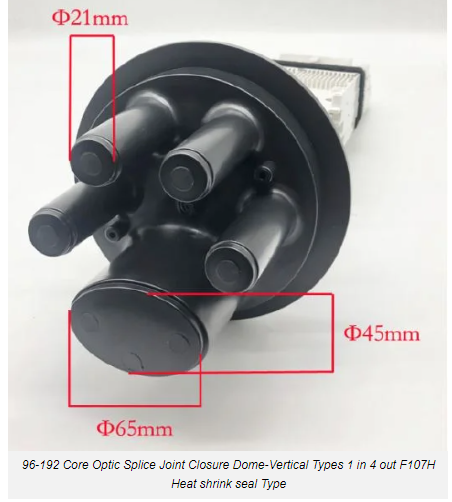 Φ21mm
Φ45mm
Φ65mm
96-192 Core Optic Splice Joint Closure Dome-Vertical Types 1 in 4 out F107H
Heat shrink seal Type